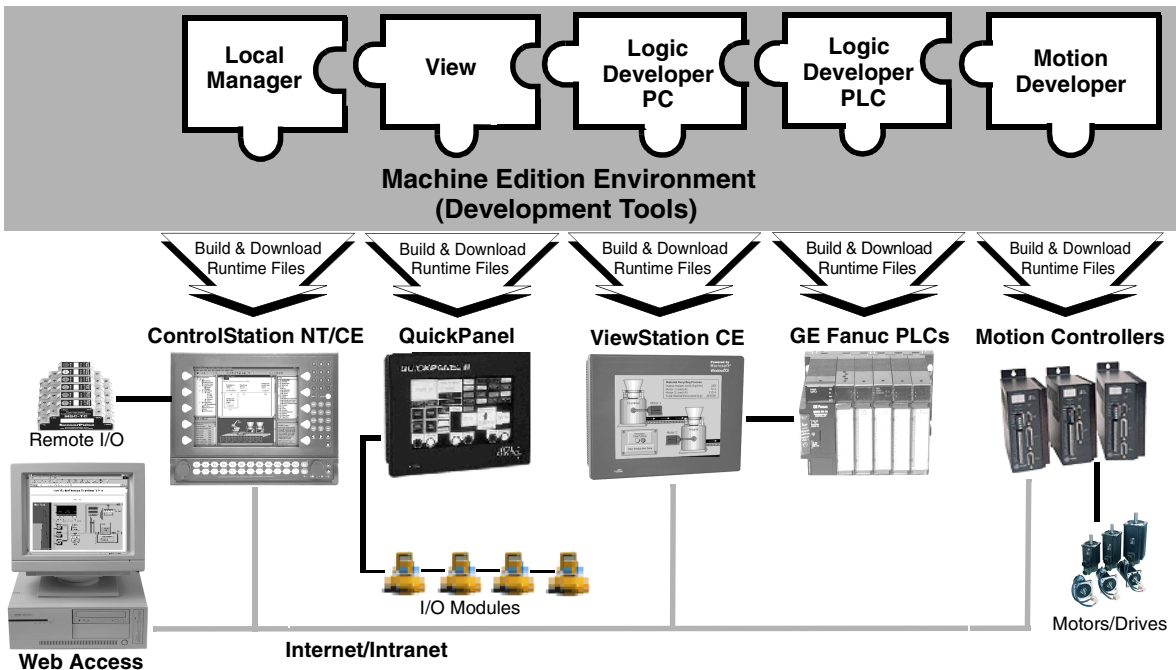 Local
Manager
View
Logic
Developer
PC
Logic
Developer
PLC
Motion
Developer
Machine Edition Environment
(Development Tools)
Build & Download
Runtime Files
Build & Download
Runtime Files
Build & Download
Runtime Files
Build & Download
Runtime Files
Build & Download
Runtime Files
ControlStation NT/CE
QuickPanel
ViewStation CE
GE Fanuc PLCs
Motion Controllers
Remote I/O
I/O Modules
Motors/Drives
Internet/Intranet
Web Access